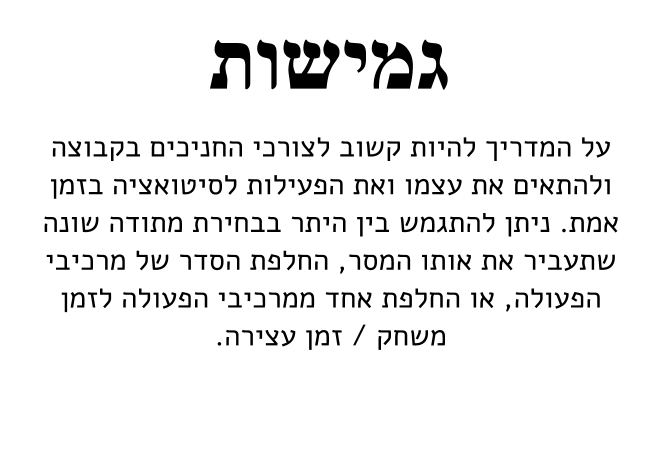 גמישות
על המדריך להיות קשוב לצורכי החניכים בקבוצה
ולהתאים את עצמו ואת הפעילות לסיטואציה בזמן
אמת. ניתן להתגמש בין היתר בבחירת מתודה שונה
שתעביר את אותו המסר, החלפת הסדר של מרכיבי
הפעולה, או החלפת אחד ממרכיבי הפעולה לזמן
משחק / זמן עצירה.